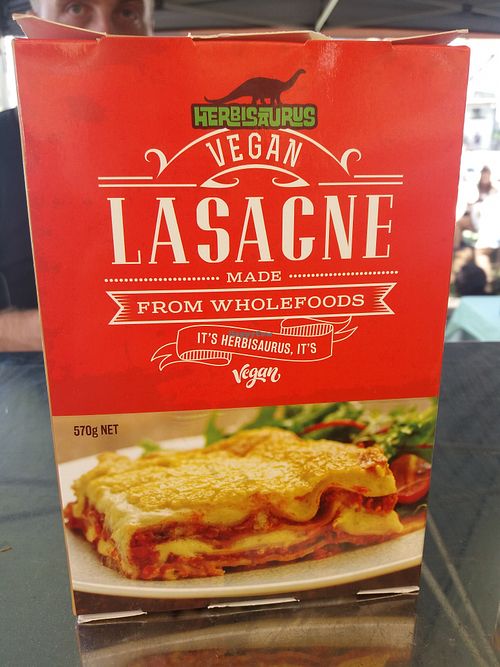 HERBISAURUS
VEGAN
LASAGNE
MADE
FROM WHOLEFOODS
IT'S HERBISAURUS, IT'S
Vegan
570g NET